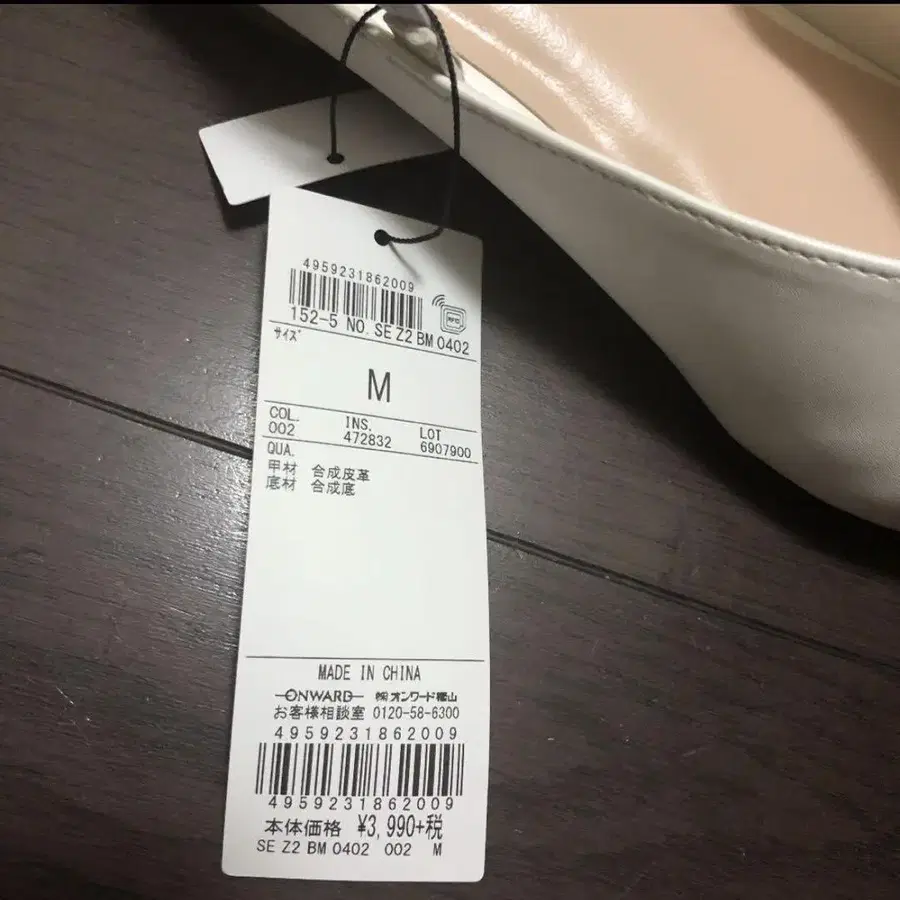 4959231862009
RFID
152-5 NO. SE Z2 BM 0402
サイズ
M
COL. INS. LOT
002 472832 6907900
QUA.
甲材 合成皮革
底材 合成底
MADE IN CHINA
ONWARD ㈱オンワード樫山
お客様相談室 0120-58-6300
4959231862009
4959231862009
本体価格 ¥3,990+税
SE Z2 BM 0402 002 M